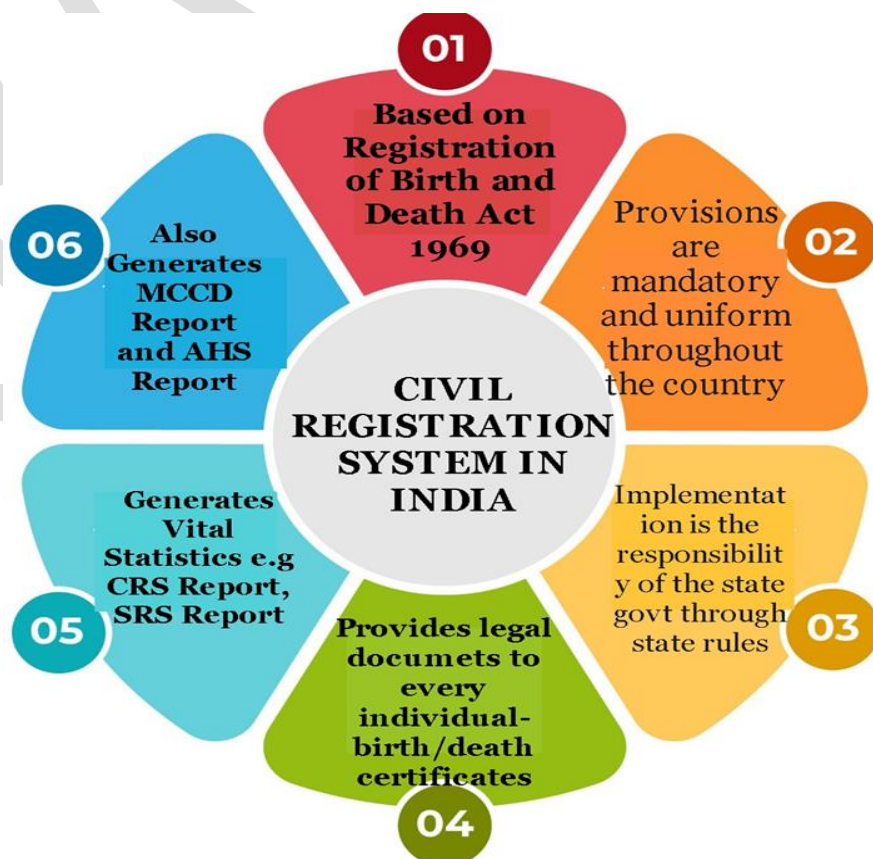 01
Based on
Registration
of Birth and
Death Act
1969
02
Provisions
are
mandatory
and uniform
throughout
the country
03
Implementat
ion is the
responsibilit
y of the state
govt through
state rules
04
Provides legal
documets to
every
individual-
birth/death
certificates
05
Generates
Vital
Statistics e.g
CRS Report,
SRS Report
06
Also
Generates
MCCD
Report
and AHS
Report
CIVIL
REGISTRATION
SYSTEM IN
INDIA